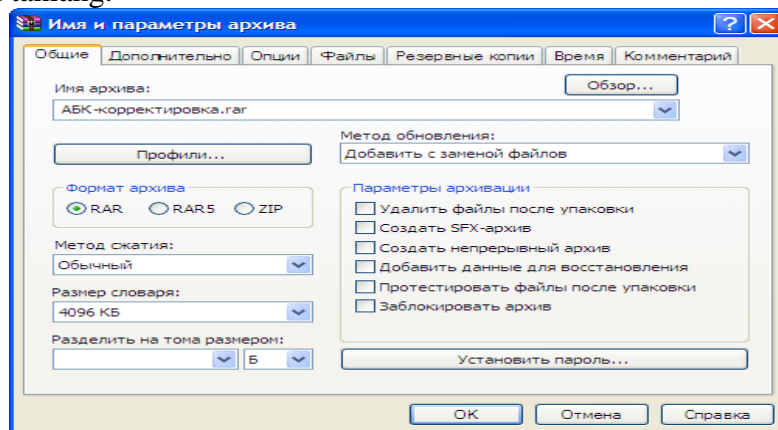 Имя и параметры архива
Общие Дополнительно Опции Файлы Резервные копии Время Комментарий
Имя архива:
Обзор...
АБК-корректировка.rar
Метод обновления:
Профили...
Добавить с заменой файлов
Формат архива
RAR RAR5 ZIP
Метод сжатия:
Обычный
Размер словаря:
4096 КБ
Разделить на тома размером:
Б
Параметры архивации
Удалить файлы после упаковки
Создать SFX-архив
Создать непрерывный архив
Добавить данные для восстановления
Протестировать файлы после упаковки
Заблокировать архив
Установить пароль...
ОК Отмена Справка